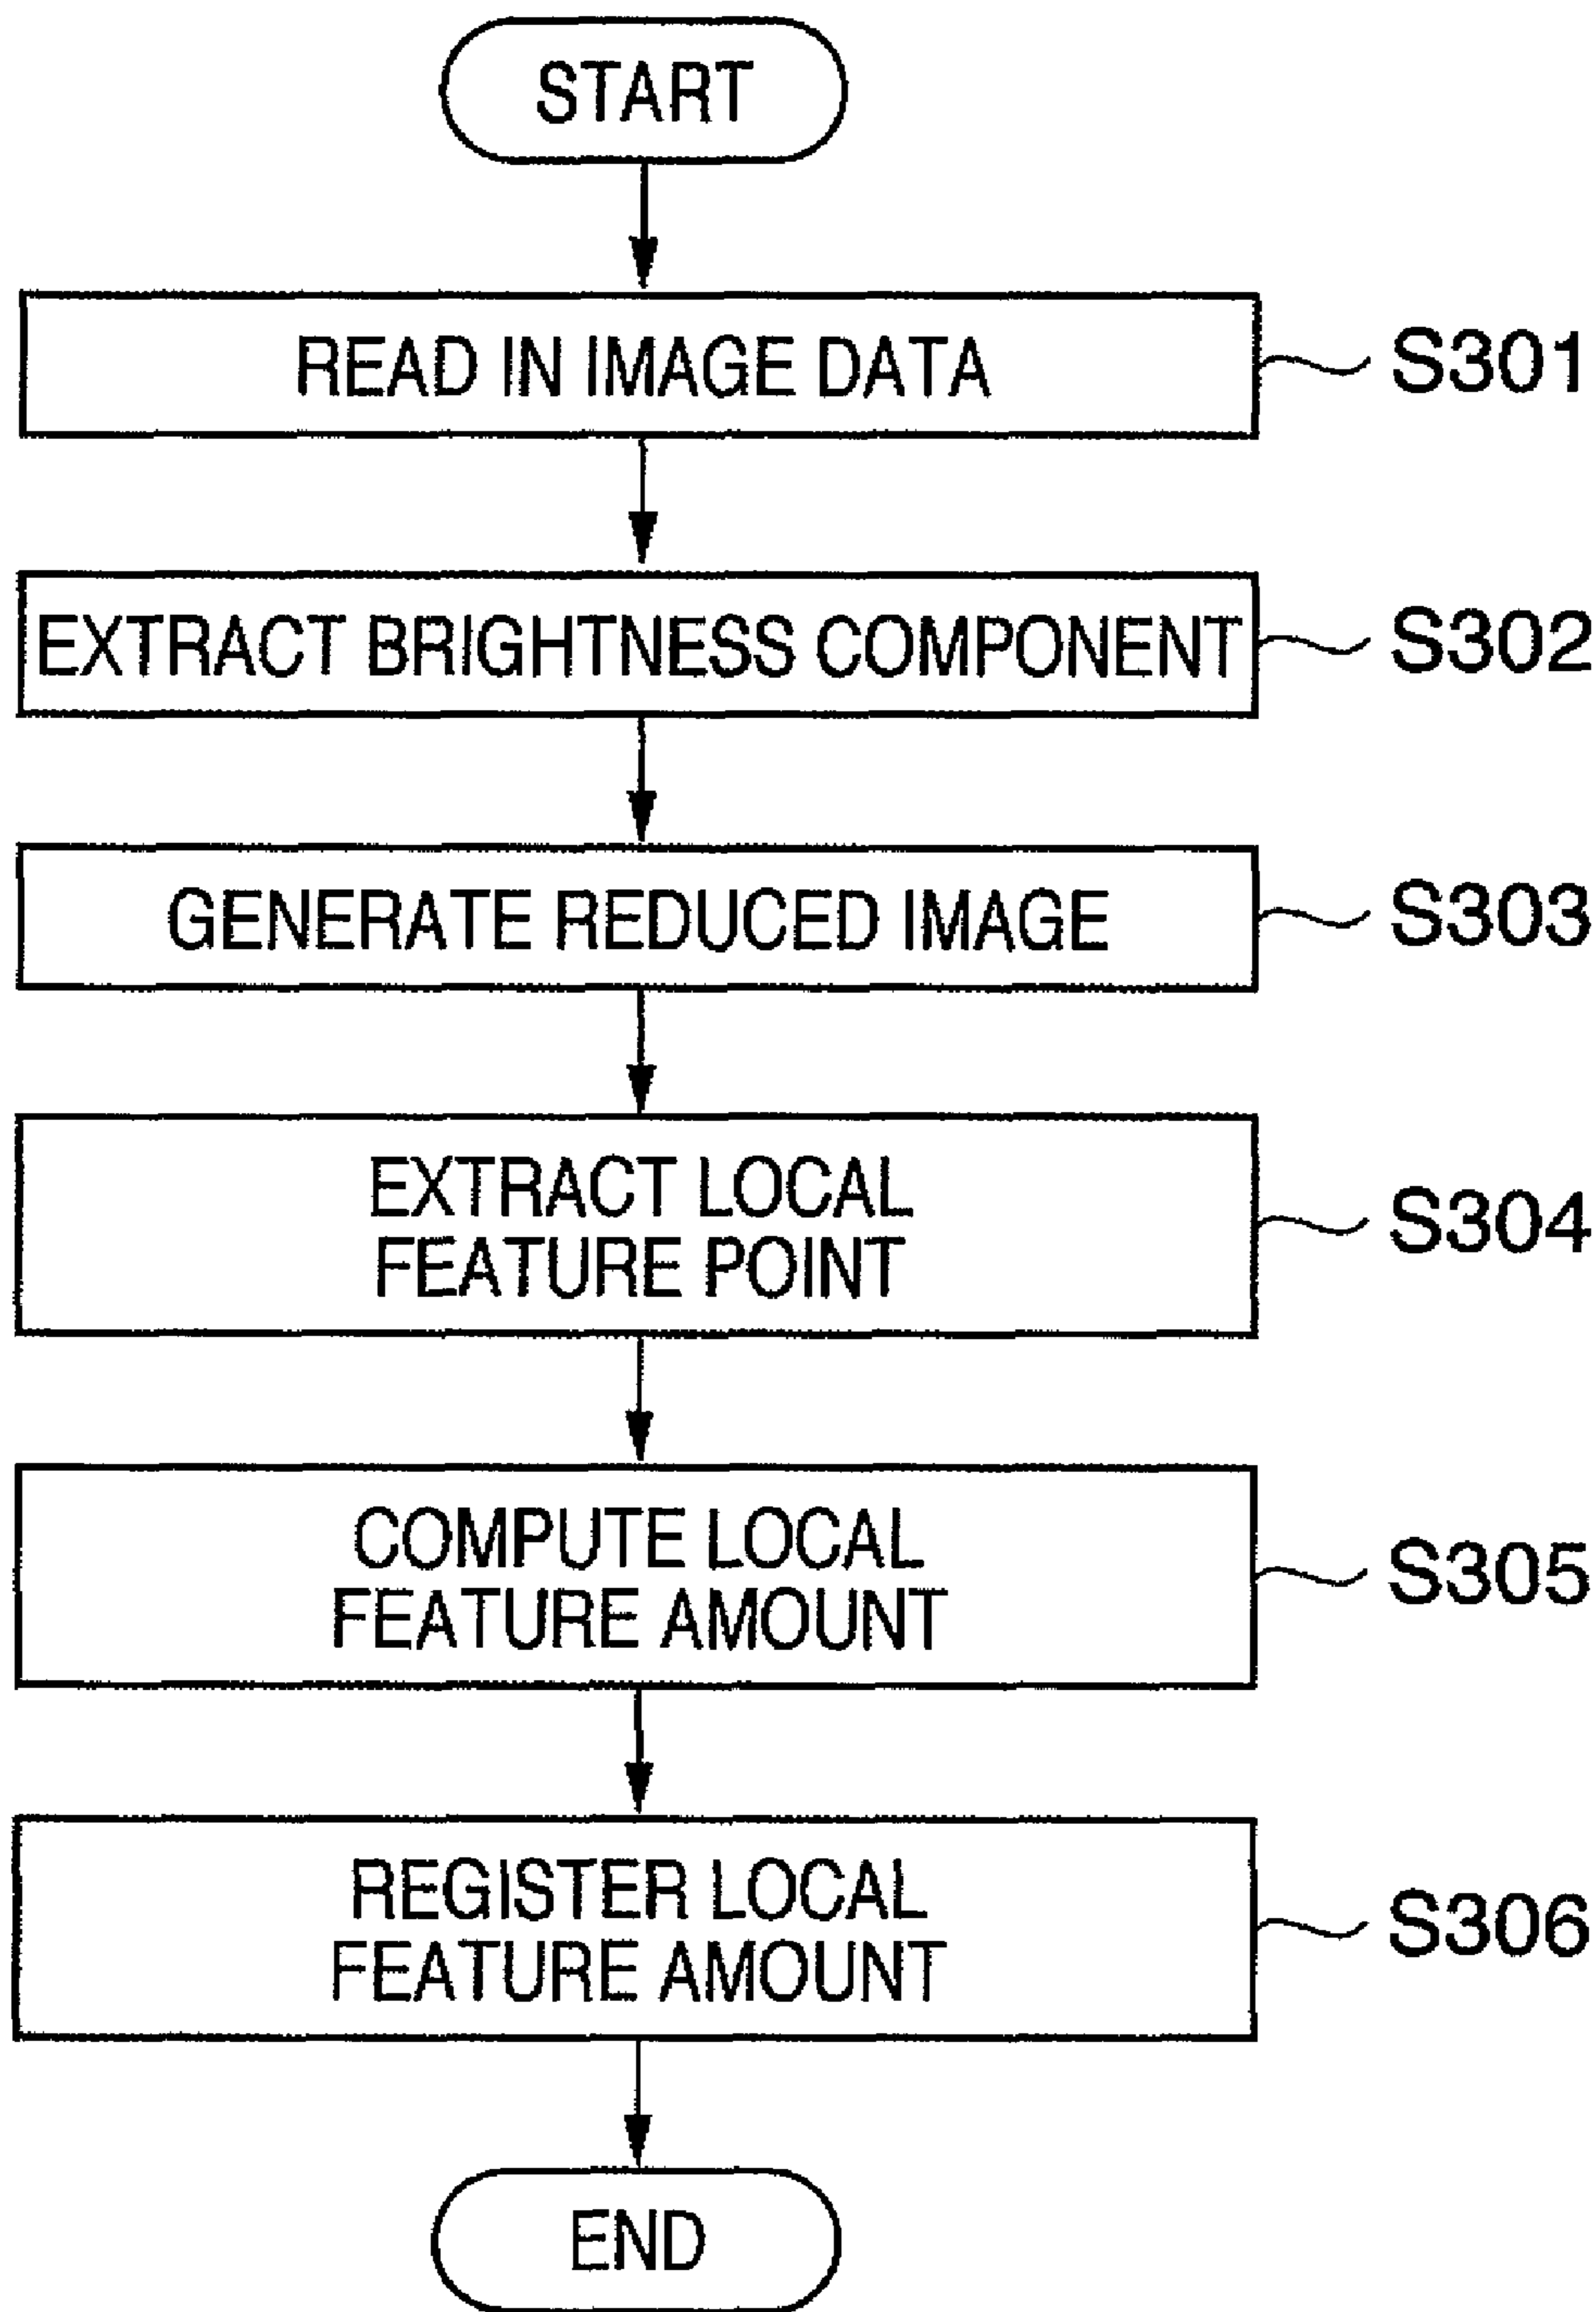 START
READ IN IMAGE DATA
S301
EXTRACT BRIGHTNESS COMPONENT
S302
GENERATE REDUCED IMAGE
S303
EXTRACT LOCAL
FEATURE POINT
S304
COMPUTE LOCAL
FEATURE AMOUNT
S305
REGISTER LOCAL
FEATURE AMOUNT
S306
END